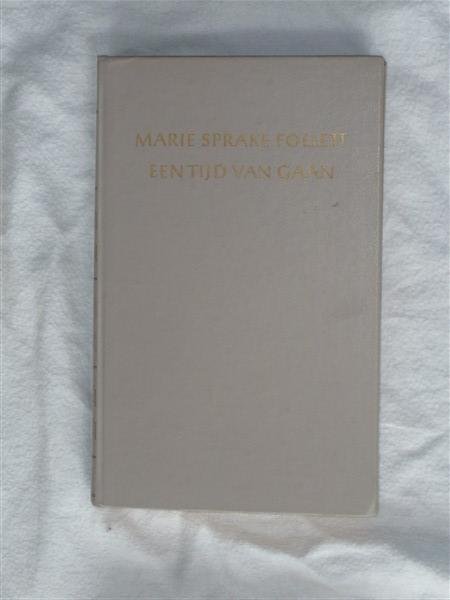 MARIE SPRAKE FOLLETT
EEN TIJD VAN GAAN